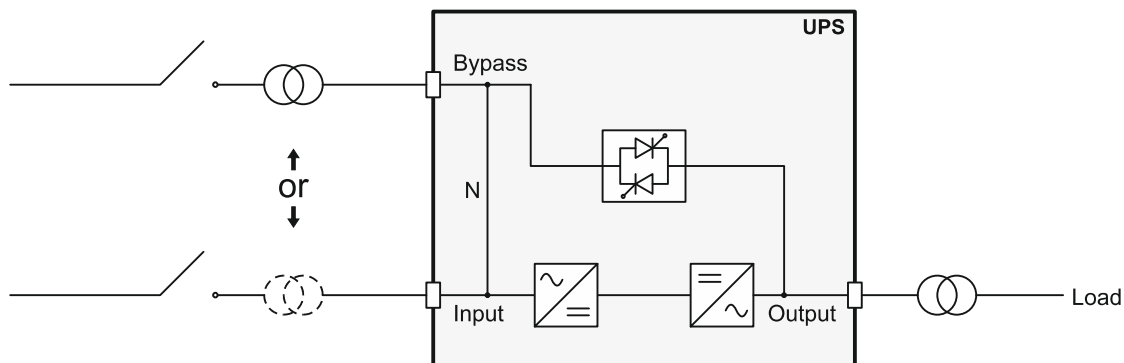 UPS
Bypass
or
N
Input
Output
Load